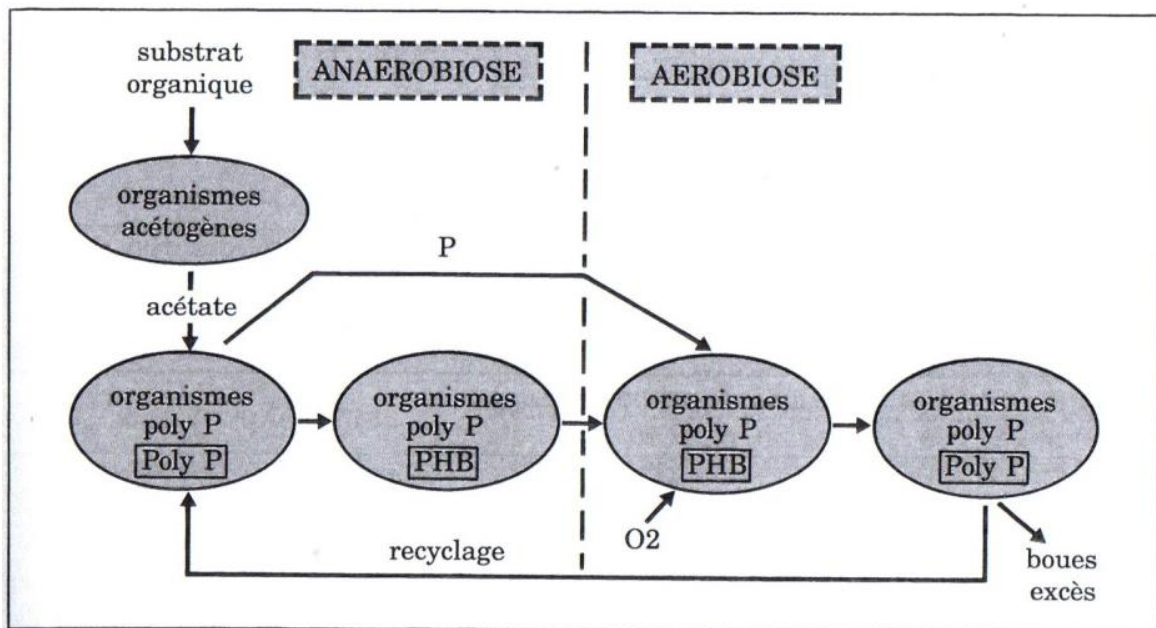 substrat
organique
ANAEROBIOSE
AEROBIOSE
organismes
acétogènes
P
acétate
organismes
poly P
Poly P
organismes
poly P
PHB
organismes
poly P
PHB
organismes
poly P
Poly P
O2
recyclage
boues
excès